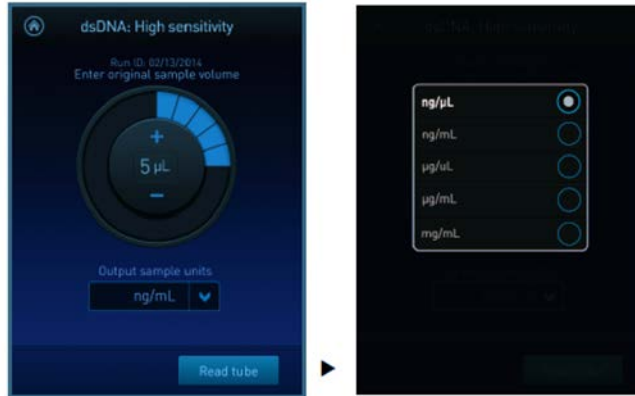 dsDNA: High sensitivity
Run ID: 02/13/2014
Enter original sample volume
+
5 µL
−
Output sample units
ng/mL
Read tube
ng/µL
ng/mL
µg/uL
µg/mL
mg/mL